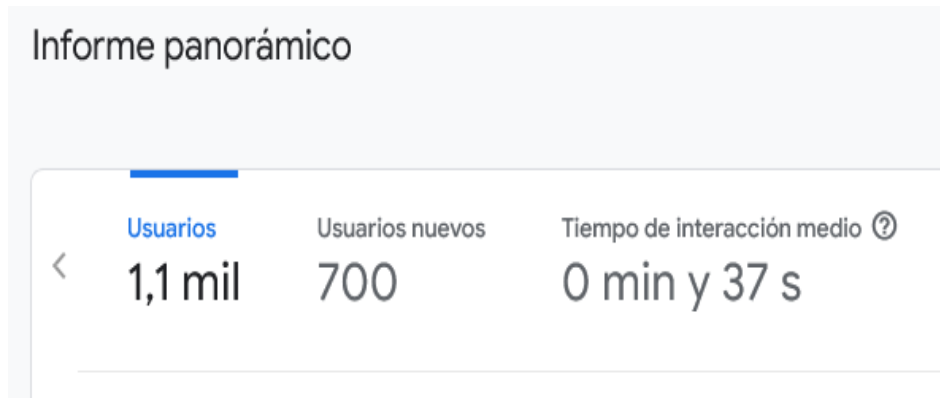 Informe panorámico
Usuarios
1,1 mil
Usuarios nuevos
700
Tiempo de interacción medio
0 min y 37 s